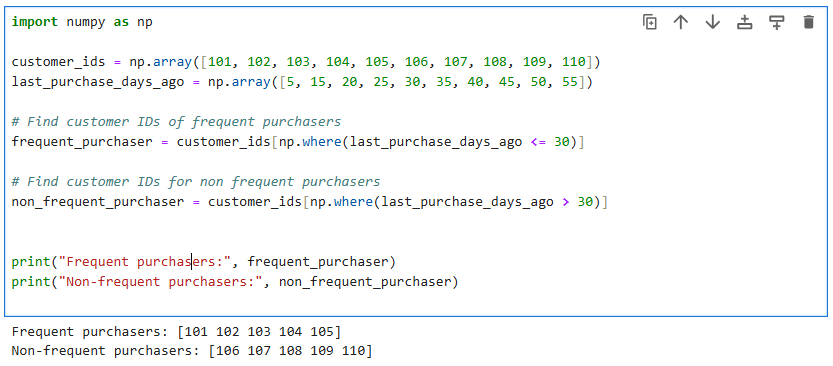 import numpy as np
customer_ids = np.array([101, 102, 103, 104, 105, 106, 107, 108, 109, 110])
last_purchase_days_ago = np.array([5, 15, 20, 25, 30, 35, 40, 45, 50, 55])
# Find customer IDs of frequent purchasers
frequent_purchaser = customer_ids[np.where(last_purchase_days_ago <= 30)]
# Find customer IDs for non frequent purchasers
non_frequent_purchaser = customer_ids[np.where(last_purchase_days_ago > 30)]
print("Frequent purchasers:", frequent_purchaser)
print("Non-frequent purchasers:", non_frequent_purchaser)
Frequent purchasers: [101 102 103 104 105]
Non-frequent purchasers: [106 107 108 109 110]